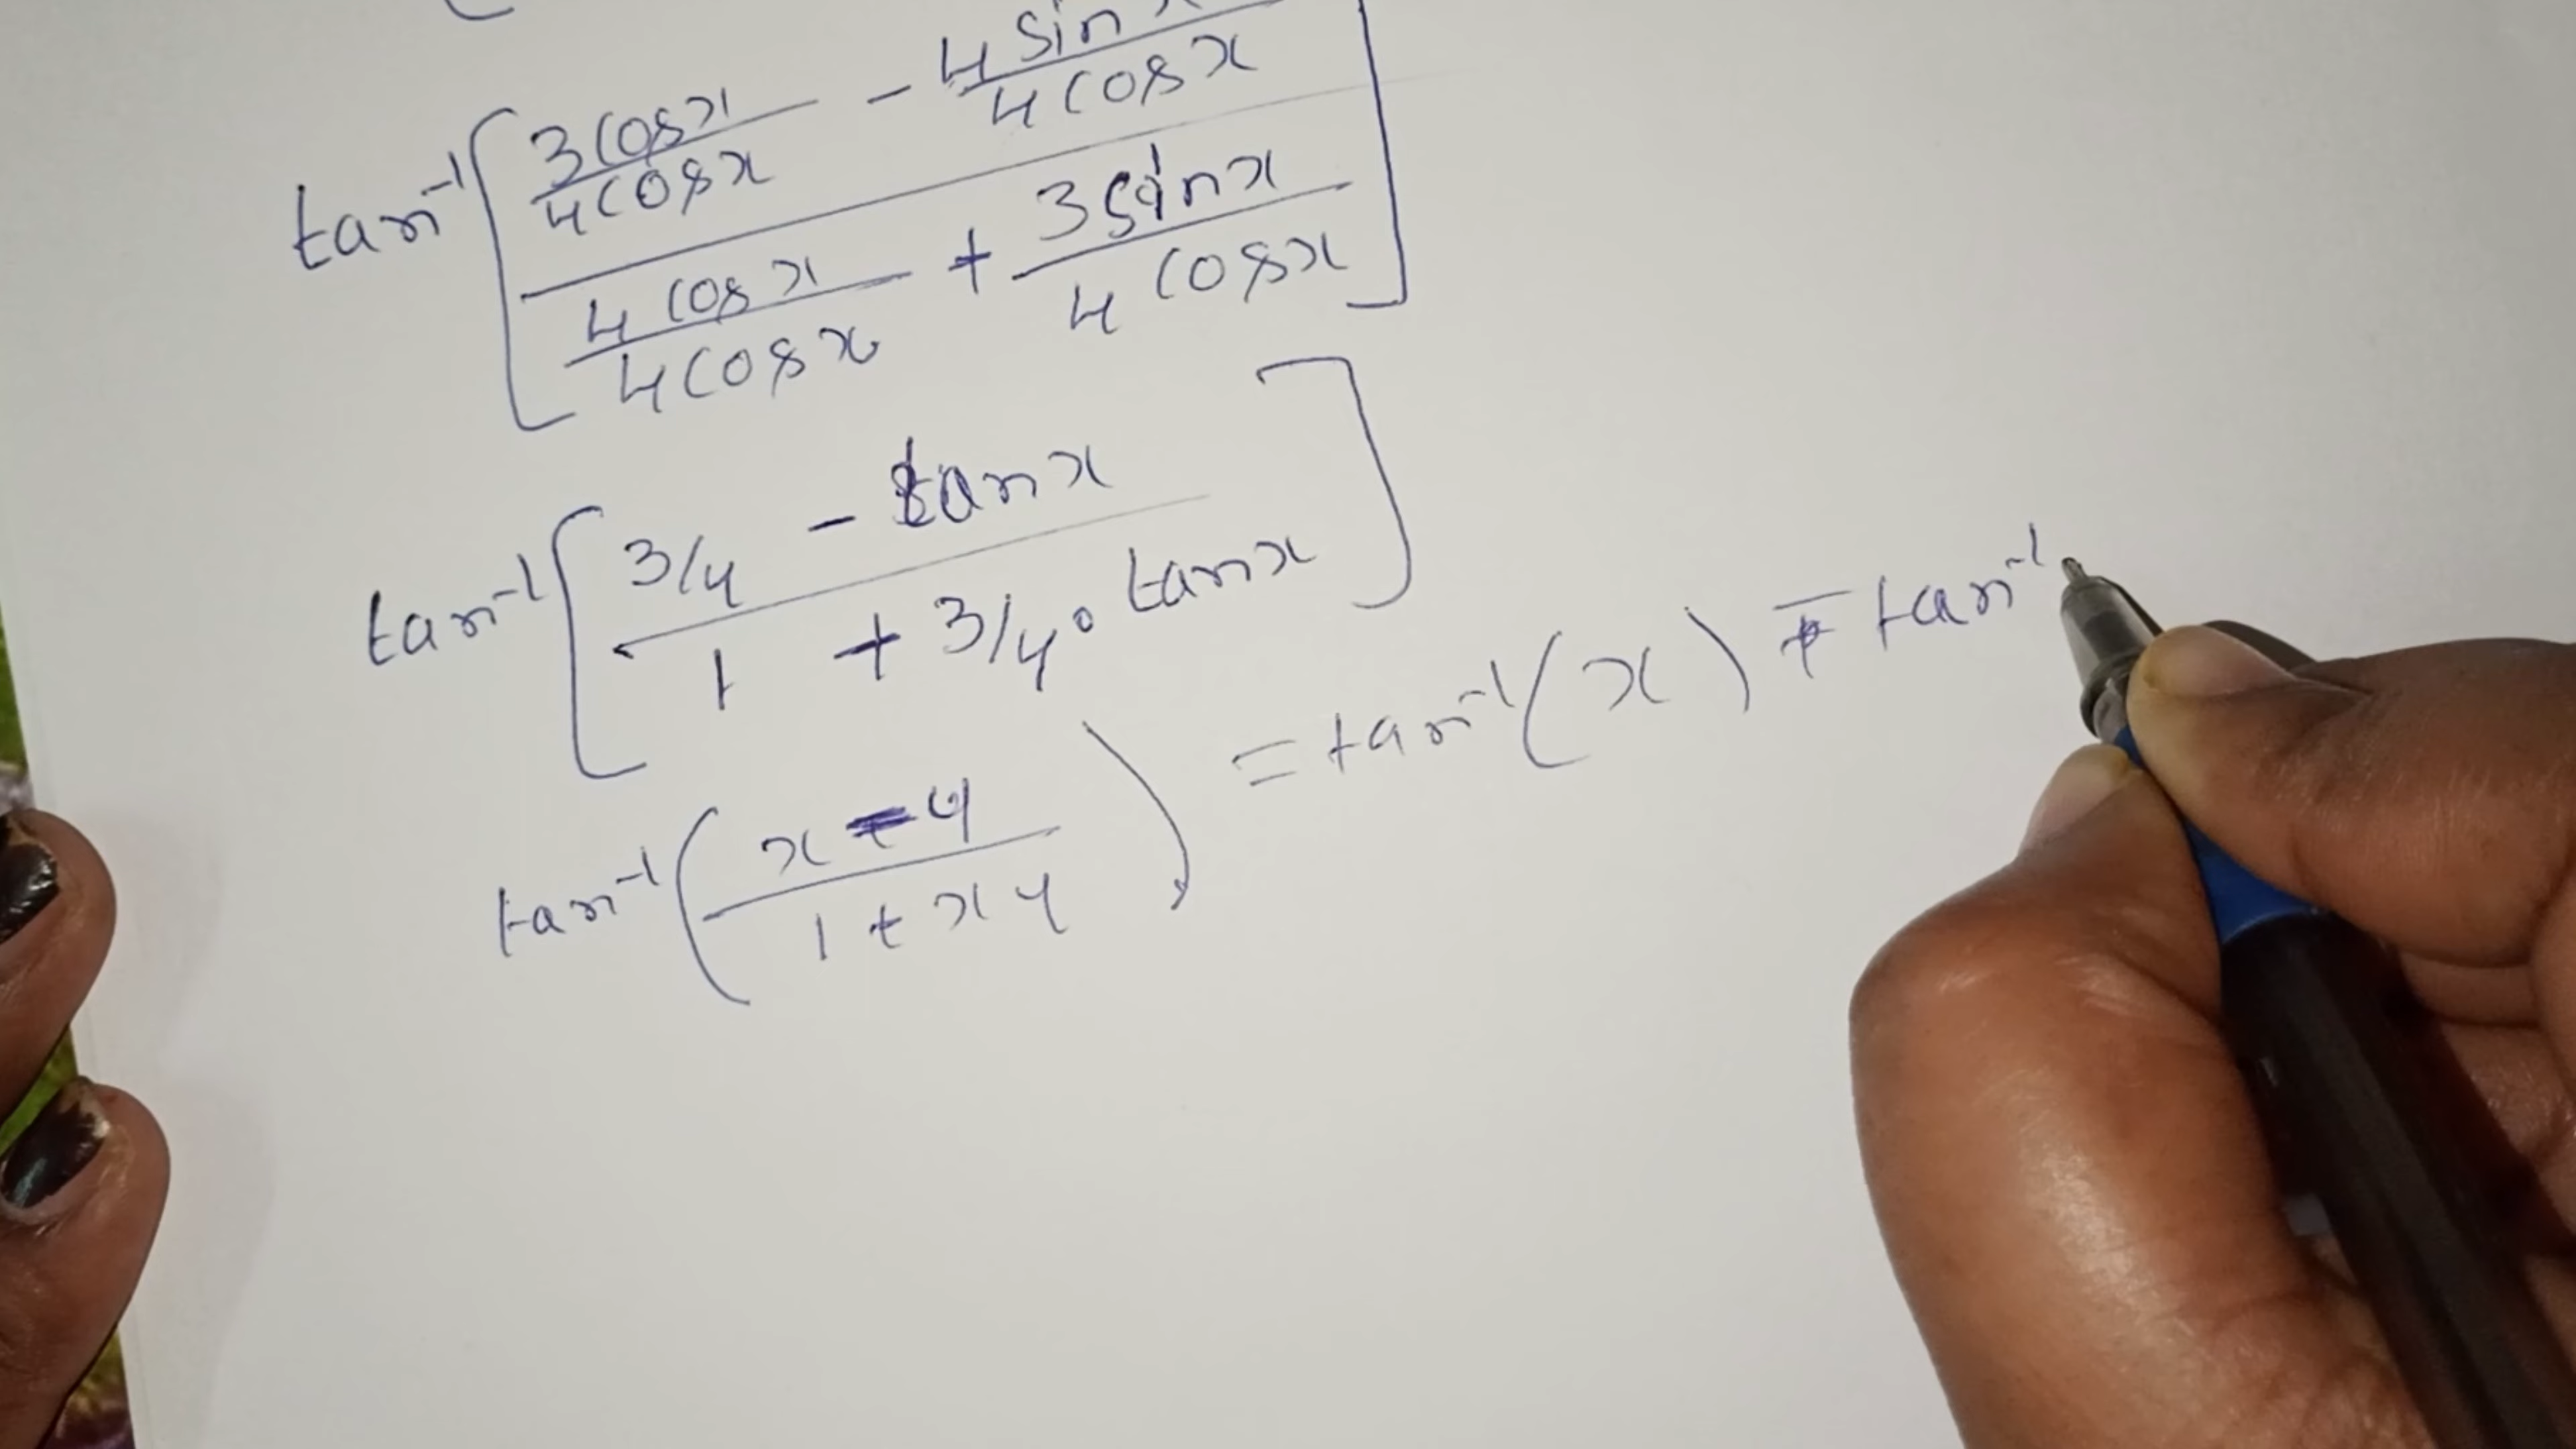 tan⁻¹[ (3cosx/4cosx - 4sinx/4cosx) / (4cosx/4cosx + 3sinx/4cosx) ]
tan⁻¹[ (3/4 - tanx) / (1 + 3/4 · tanx) ]
tan⁻¹( (x - y) / (1 + xy) ) = tan⁻¹(x) - tan⁻¹